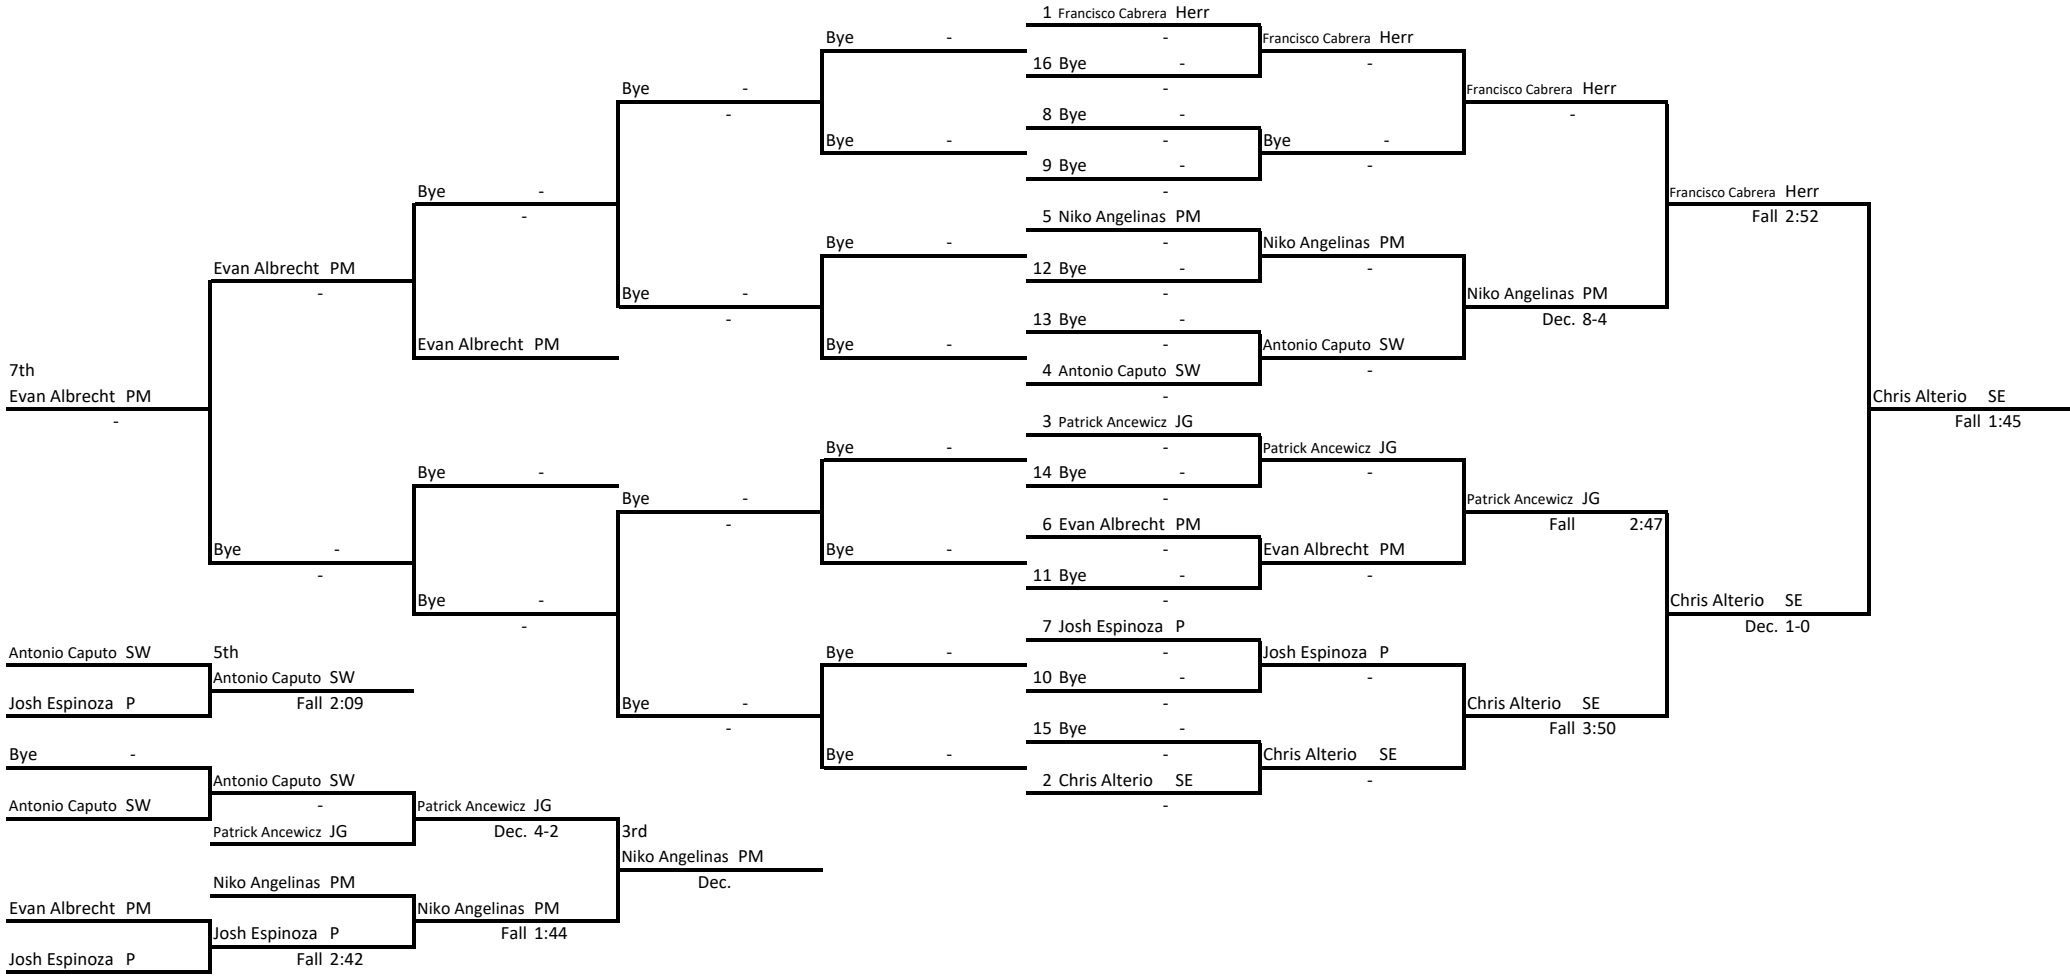 1 Francisco Cabrera Herr
Bye - - Francisco Cabrera Herr
16 Bye - -
Bye - - Francisco Cabrera Herr
- 8 Bye - -
Bye - - Bye -
9 Bye - -
Bye - - Francisco Cabrera Herr
- 5 Niko Angelinas PM Fall 2:52
Bye - - Niko Angelinas PM
Evan Albrecht PM 12 Bye - -
- Bye - - Niko Angelinas PM
- 13 Bye - Dec. 8-4
Evan Albrecht PM Bye - - Antonio Caputo SW
7th 4 Antonio Caputo SW -
Evan Albrecht PM - Chris Alterio SE
- 3 Patrick Ancewicz JG Fall 1:45
Bye - - Patrick Ancewicz JG
Bye - 14 Bye - -
Bye - - Patrick Ancewicz JG
- 6 Evan Albrecht PM Fall 2:47
Bye - Bye - - Evan Albrecht PM
- 11 Bye - -
Bye - - Chris Alterio SE
- 7 Josh Espinoza P Dec. 1-0
Antonio Caputo SW 5th Bye - - Josh Espinoza P
Antonio Caputo SW 10 Bye - -
Josh Espinoza P Fall 2:09 Bye - - Chris Alterio SE
- 15 Bye - Fall 3:50
Bye - Bye - - Chris Alterio SE
Antonio Caputo SW 2 Chris Alterio SE -
Antonio Caputo SW - Patrick Ancewicz JG -
Patrick Ancewicz JG Dec. 4-2 3rd
Niko Angelinas PM
Niko Angelinas PM Dec.
Evan Albrecht PM Niko Angelinas PM
Josh Espinoza P Fall 1:44
Josh Espinoza P Fall 2:42